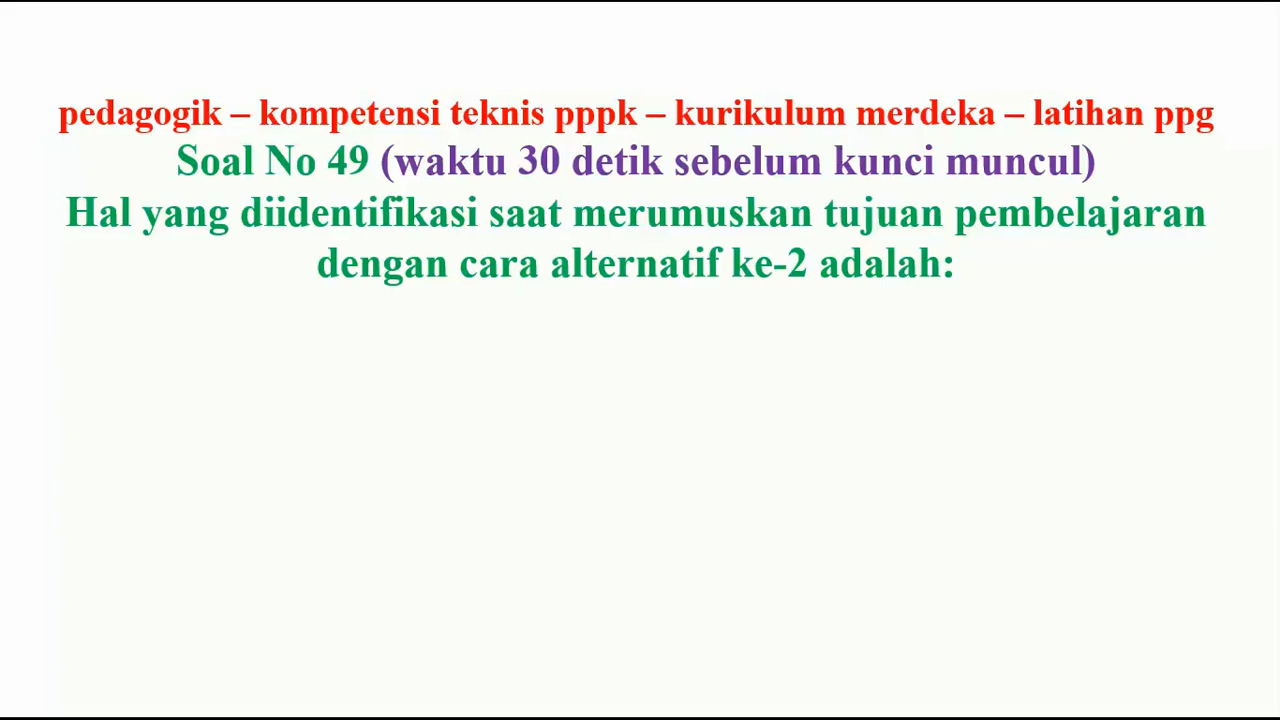 pedagogik – kompetensi teknis pppk – kurikulum merdeka – latihan ppg
Soal No 49 (waktu 30 detik sebelum kunci muncul)
Hal yang diidentifikasi saat merumuskan tujuan pembelajaran
dengan cara alternatif ke-2 adalah: